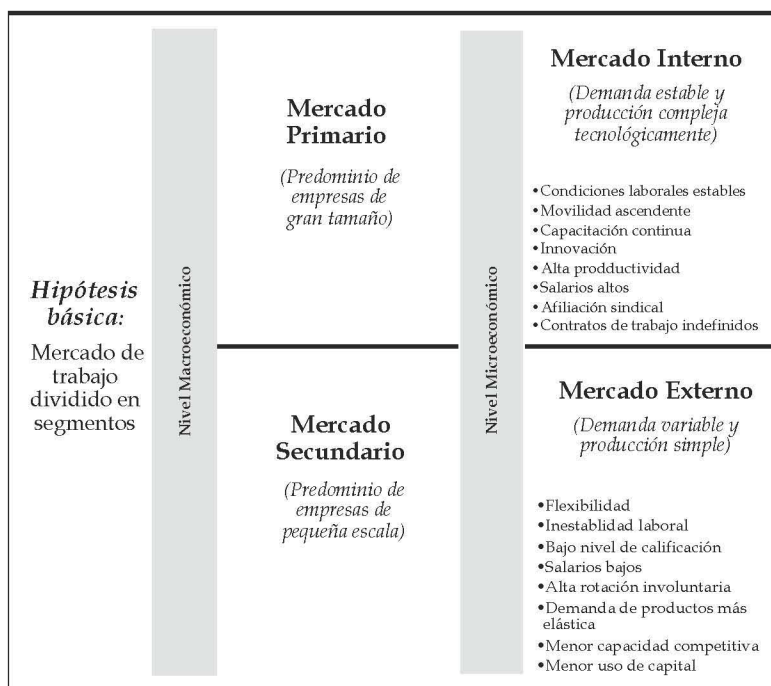 Hipótesis
básica:
Mercado de
trabajo
dividido en
segmentos
Nivel Macroeconómico
Mercado
Primario
(Predominio de
empresas de
gran tamaño)
Mercado
Secundario
(Predominio de
empresas de
pequeña escala)
Nivel Microeconómico
Mercado Interno
(Demanda estable y
producción compleja
tecnológicamente)
•Condiciones laborales estables
•Movilidad ascendente
•Capacitación continua
•Innovación
•Alta prodductividad
•Salarios altos
•Afiliación sindical
•Contratos de trabajo indefinidos
Mercado Externo
(Demanda variable y
producción simple)
•Flexibilidad
•Inestablidad laboral
•Bajo nivel de calificación
•Salarios bajos
•Alta rotación involuntaria
•Demanda de productos más
elástica
•Menor capacidad competitiva
•Menor uso de capital